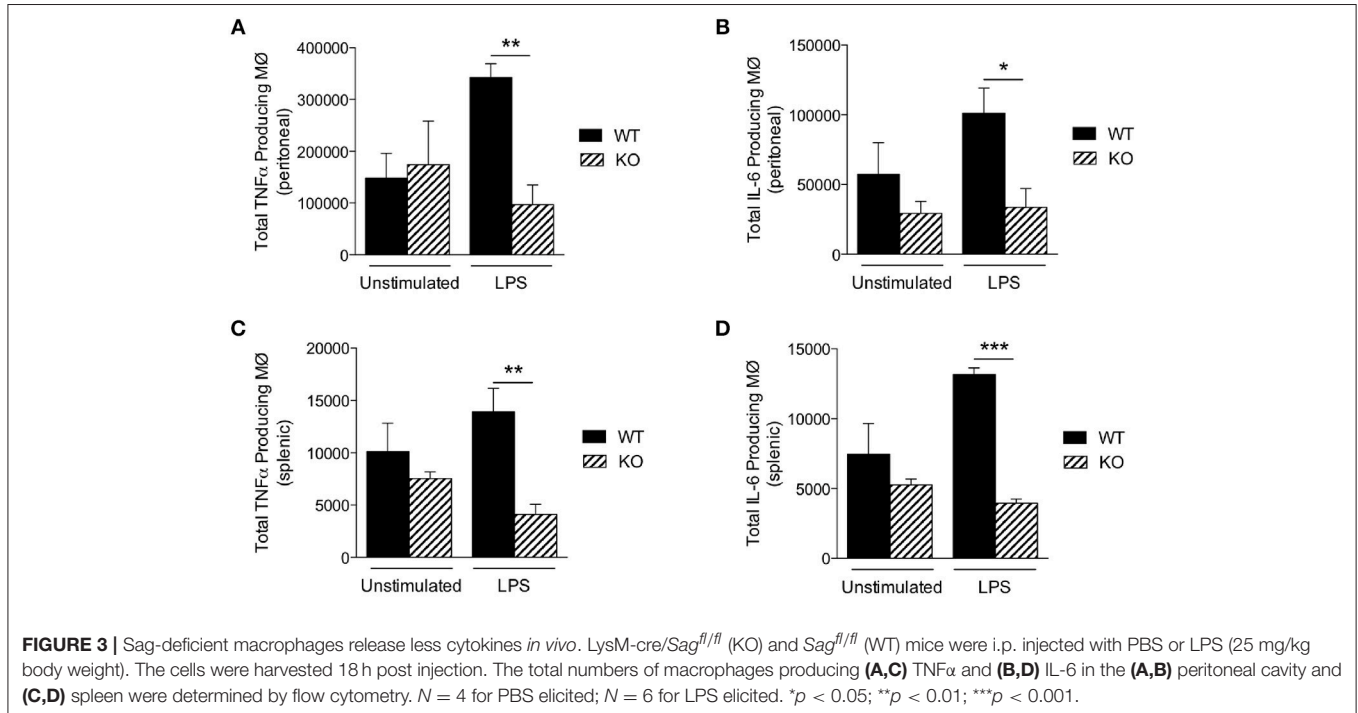 A
Total TNFα Producing MØ
(peritoneal)
400000
300000
200000
100000
0
**
WT
KO
Unstimulated
LPS
B
Total IL-6 Producing MØ
(peritoneal)
150000
100000
50000
0
*
WT
KO
Unstimulated
LPS
C
Total TNFα Producing MØ
(splenic)
20000
15000
10000
5000
0
**
WT
KO
Unstimulated
LPS
D
Total IL-6 Producing MØ
(splenic)
15000
10000
5000
0
***
WT
KO
Unstimulated
LPS
FIGURE 3 | Sag-deficient macrophages release less cytokines in vivo. LysM-cre/Sag^fl/fl (KO) and Sag^fl/fl (WT) mice were i.p. injected with PBS or LPS (25 mg/kg
body weight). The cells were harvested 18 h post injection. The total numbers of macrophages producing (A,C) TNFα and (B,D) IL-6 in the (A,B) peritoneal cavity and
(C,D) spleen were determined by flow cytometry. N = 4 for PBS elicited; N = 6 for LPS elicited. *p < 0.05; **p < 0.01; ***p < 0.001.